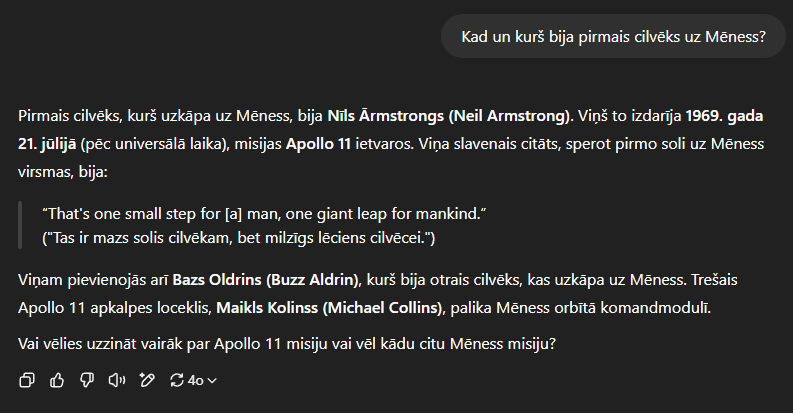 Kad un kurš bija pirmais cilvēks uz Mēness?
Pirmais cilvēks, kurš uzkāpa uz Mēness, bija Nīls Ārmstrongs (Neil Armstrong). Viņš to izdarīja 1969. gada
21. jūlijā (pēc universālā laika), misijas Apollo 11 ietvaros. Viņa slavenais citāts, sperot pirmo soli uz Mēness
virsmas, bija:
“That's one small step for [a] man, one giant leap for mankind.”
("Tas ir mazs solis cilvēkam, bet milzīgs lēciens cilvēcei.")
Viņam pievienojās arī Bazs Oldrins (Buzz Aldrin), kurš bija otrais cilvēks, kas uzkāpa uz Mēness. Trešais
Apollo 11 apkalpes loceklis, Maikls Kolinss (Michael Collins), palika Mēness orbītā komandmodulī.
Vai vēlies uzzināt vairāk par Apollo 11 misiju vai vēl kādu citu Mēness misiju?
4o